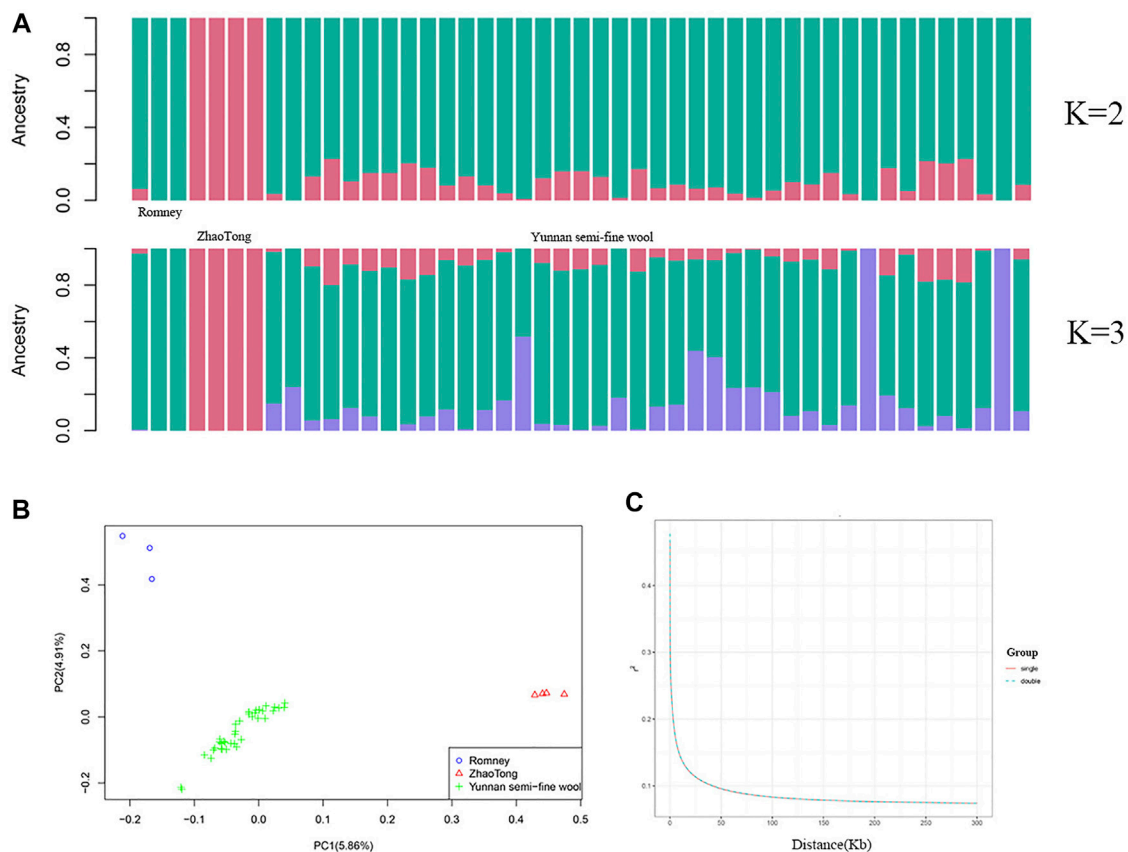 A
Ancestry
0.0 0.4 0.8
K=2
Romney
ZhaoTong
Yunnan semi-fine wool
Ancestry
0.0 0.4 0.8
K=3
B
PC2(4.91%)
0.4
0.2
0.0
−0.2
Romney
ZhaoTong
Yunnan semi−fine wool
−0.2 −0.1 0.0 0.1 0.2 0.3 0.4 0.5
PC1(5.86%)
C
r²
0.4
0.3
0.2
0.1
0 50 100 150 200 250 300
Distance(Kb)
Group
single
double